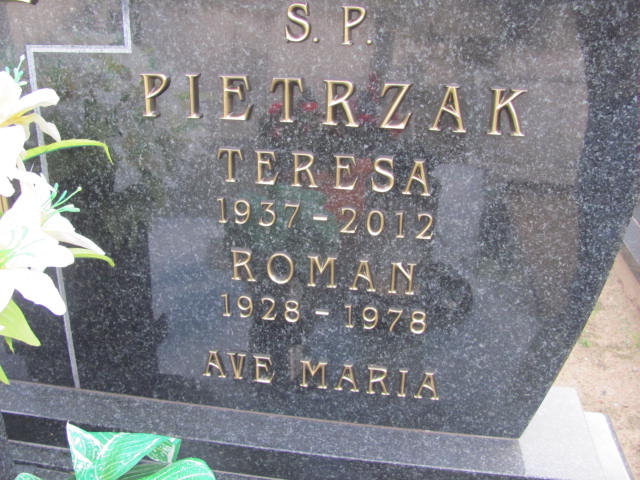 S. P.
PIETRZAK
TERESA
1937 - 2012
ROMAN
1928 - 1978
AVE MARIA